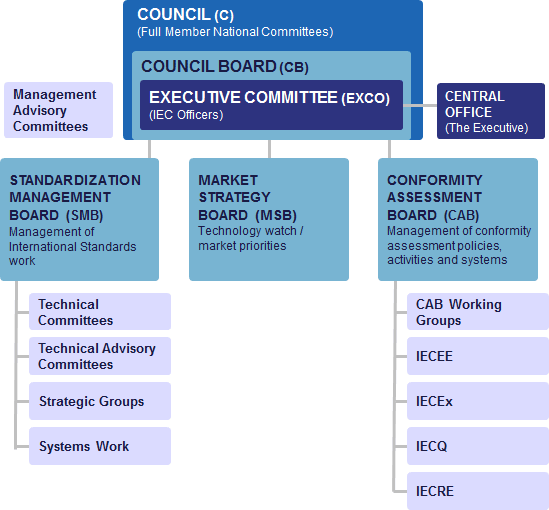 COUNCIL (C)
(Full Member National Committees)
COUNCIL BOARD (CB)
EXECUTIVE COMMITTEE (EXCO)
(IEC Officers)
Management
Advisory
Committees
CENTRAL
OFFICE
(The Executive)
STANDARDIZATION
MANAGEMENT
BOARD (SMB)
Management of
International Standards
work
MARKET
STRATEGY
BOARD (MSB)
Technology watch /
market priorities
CONFORMITY
ASSESSMENT
BOARD (CAB)
Management of conformity
assessment policies,
activities and systems
Technical
Committees
Technical Advisory
Committees
Strategic Groups
Systems Work
CAB Working
Groups
IECEE
IECEx
IECQ
IECRE